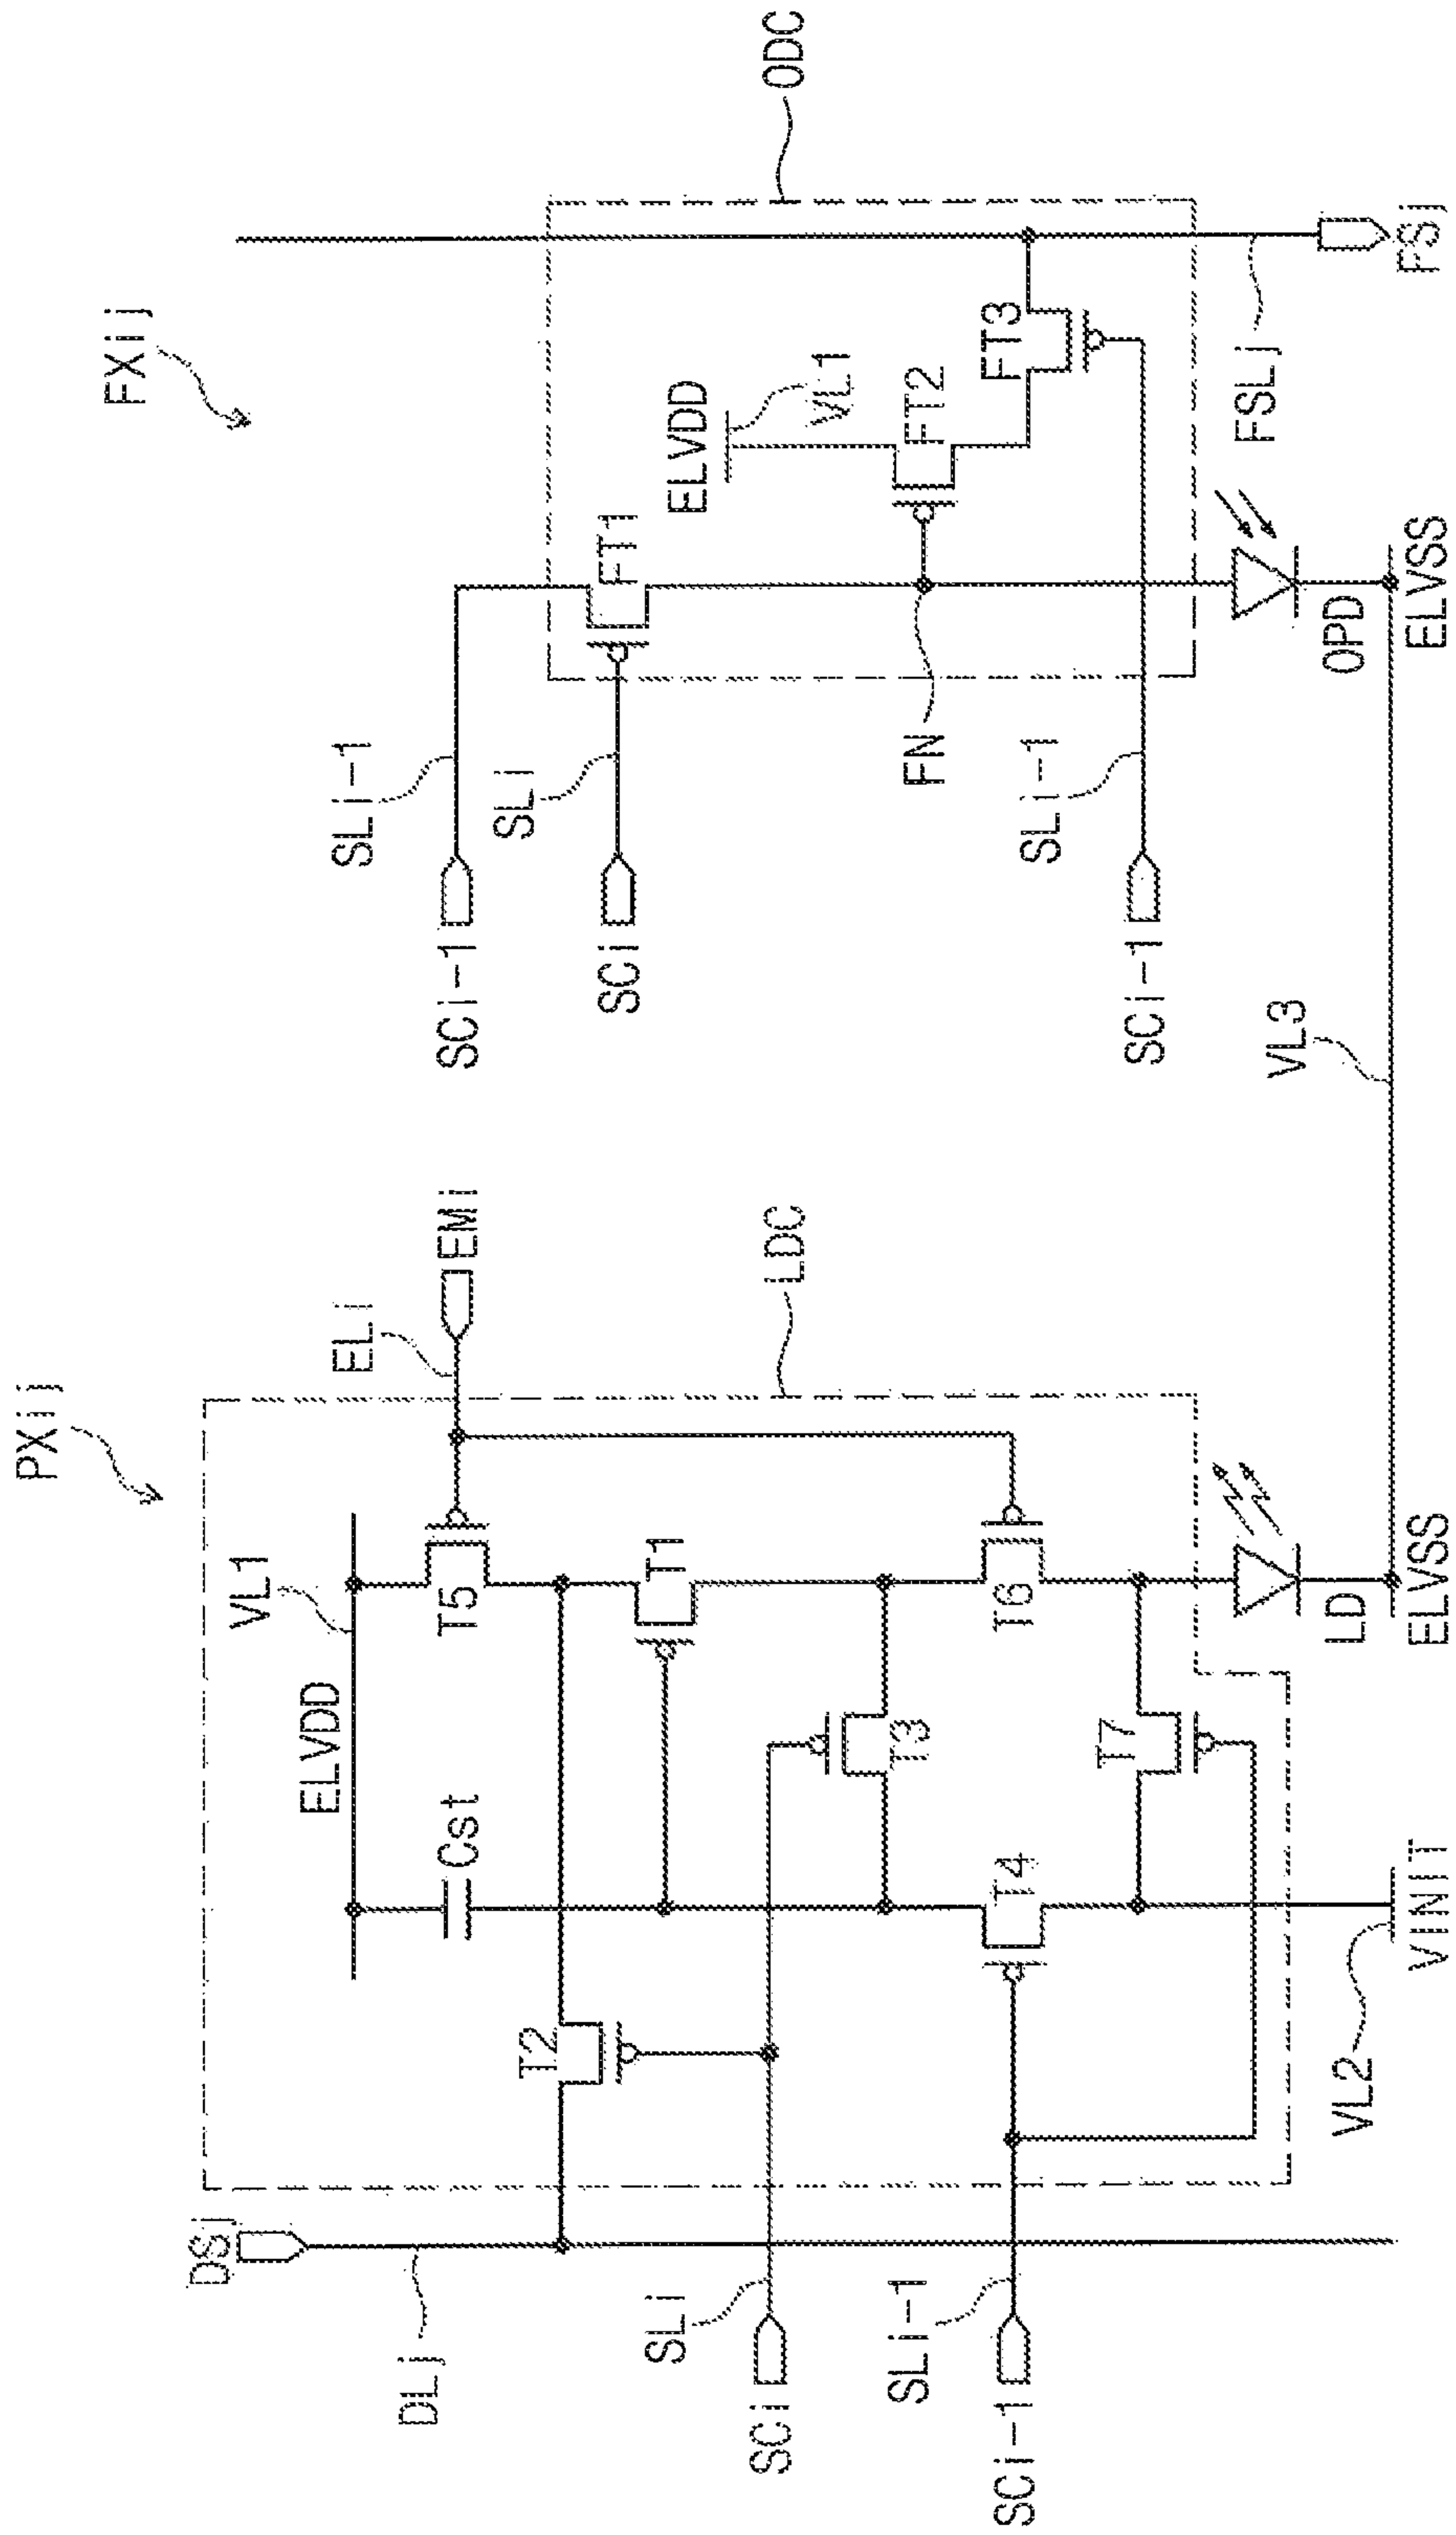 PXij
FXij
DSj
VL1
ELVDD
ELi
EMi
DLj
Cst
T5
T2
T1
SLi
SCi
T3
LDC
SLi-1
SCi-1
T4
T6
T7
LD
VL2
VINIT
ELVSS
VL3
SLi-1
SCi-1
SLi
SCi
FT1
ELVDD
VL1
ODC
FT2
FT3
FN
SLi-1
SCi-1
FSLj
OPD
ELVSS
FSj